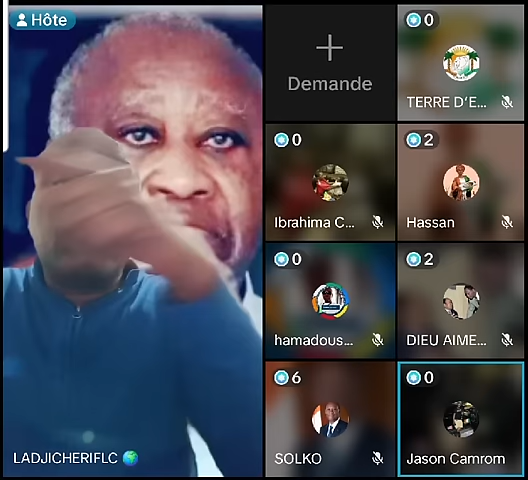 Hôte
Demande
0
TERRE D'E...
0
Ibrahima C...
2
Hassan
0
hamadous...
2
DIEU AIME...
6
SOLKO
0
Jason Camrom
LADJICHERIFLC